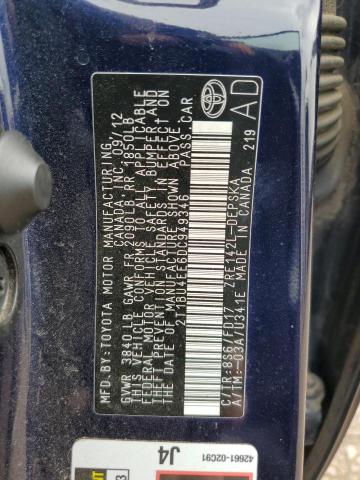 MFD.BY:TOYOTA MOTOR MANUFACTURING,
CANADA, INC. 09/12
GVWR 3840LB GAWR FR 2090LB RR 1850LB
THIS VEHICLE CONFORMS TO ALL APPLICABLE
FEDERAL MOTOR VEHICLE SAFETY, BUMPER, AND
THEFT PREVENTION STANDARDS IN EFFECT ON
THE DATE OF MANUFACTURE SHOWN ABOVE.
2T1BU4EE6DC949346 PASS.CAR
C/TR:8S6/FD17 ZRE142L-DEPSKA
A/TM:-03A/U341E MADE IN CANADA
219
AD
TOYOTA
42661-02C91
J4